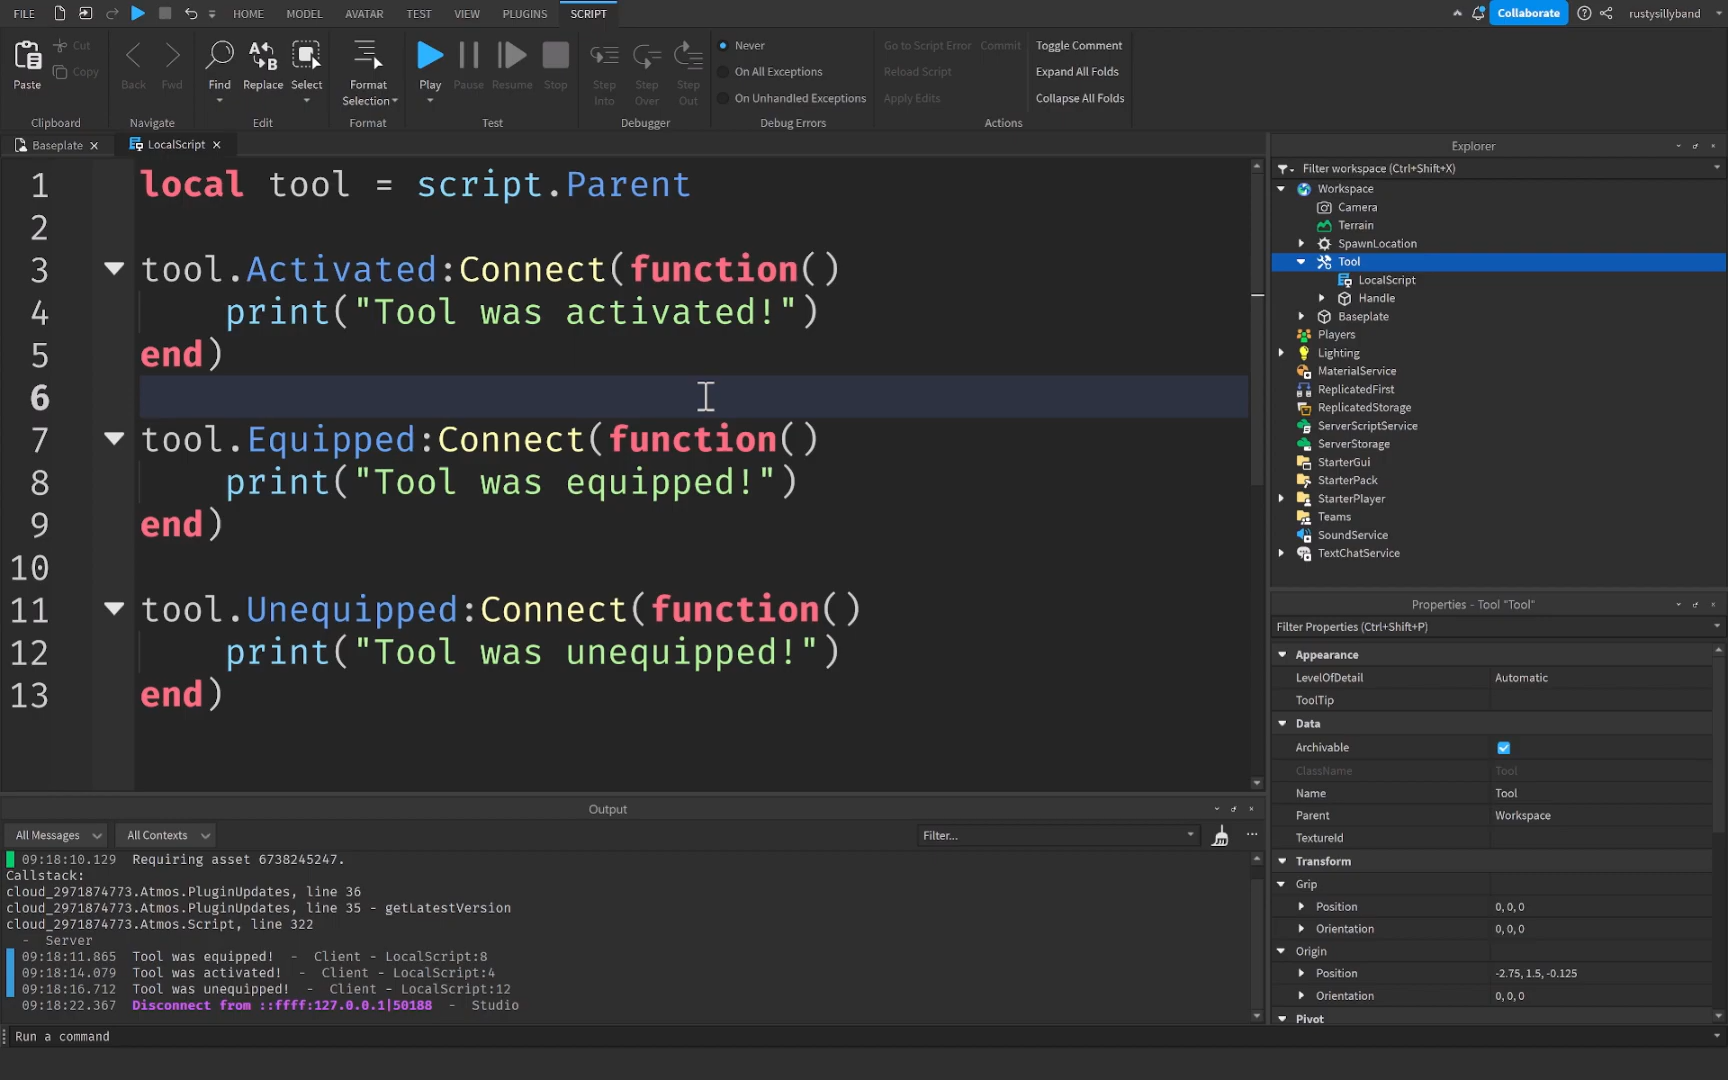 FILE HOME MODEL AVATAR TEST VIEW PLUGINS SCRIPT Collaborate rustysillyband
Paste Cut Copy
Clipboard
Back Fwd
Navigate
Find Replace Select
Edit
Format Selection
Format
Play Pause Resume Stop
Test
Step Into Step Over Step Out
Debugger
Never
On All Exceptions
On Unhandled Exceptions
Debug Errors
Go to Script Error Commit
Reload Script
Apply Edits
Toggle Comment
Expand All Folds
Collapse All Folds
Actions
Baseplate LocalScript
1 local tool = script.Parent
2
3 tool.Activated:Connect(function()
4 print("Tool was activated!")
5 end)
6
7 tool.Equipped:Connect(function()
8 print("Tool was equipped!")
9 end)
10
11 tool.Unequipped:Connect(function()
12 print("Tool was unequipped!")
13 end)
Output
All Messages All Contexts Filter...
09:18:10.129 Requiring asset 6738245247.
Callstack:
cloud_2971874773.Atmos.PluginUpdates, line 36
cloud_2971874773.Atmos.PluginUpdates, line 35 - getLatestVersion
cloud_2971874773.Atmos.Script, line 322
- Server
09:18:11.865 Tool was equipped! - Client - LocalScript:8
09:18:14.079 Tool was activated! - Client - LocalScript:4
09:18:16.712 Tool was unequipped! - Client - LocalScript:12
09:18:22.367 Disconnect from ::ffff:127.0.0.1|50188 - Studio
Run a command
Explorer
Filter workspace (Ctrl+Shift+X)
Workspace
Camera
Terrain
SpawnLocation
Tool
LocalScript
Handle
Baseplate
Players
Lighting
MaterialService
ReplicatedFirst
ReplicatedStorage
ServerScriptService
ServerStorage
StarterGui
StarterPack
StarterPlayer
Teams
SoundService
TextChatService
Properties - Tool "Tool"
Filter Properties (Ctrl+Shift+P)
Appearance
LevelOfDetail Automatic
ToolTip
Data
Archivable
ClassName Tool
Name Tool
Parent Workspace
TextureId
Transform
Grip
Position 0, 0, 0
Orientation 0, 0, 0
Origin
Position -2.75, 1.5, -0.125
Orientation 0, 0, 0
Pivot